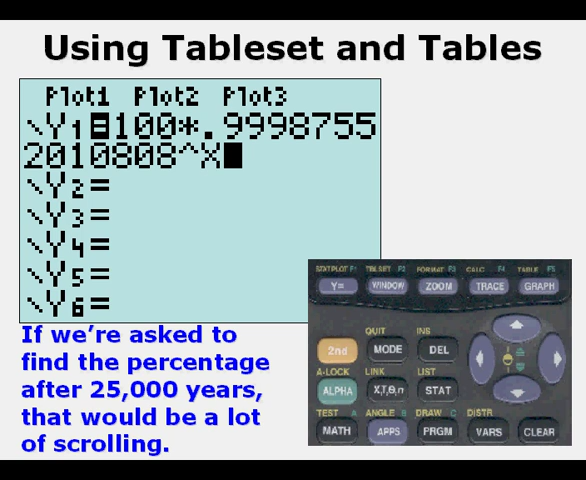 Using Tableset and Tables
Plot1 Plot2 Plot3
\Y1=100*.9998755
2010808^X
\Y2=
\Y3=
\Y4=
\Y5=
\Y6=
If we're asked to
find the percentage
after 25,000 years,
that would be a lot
of scrolling.
STAT PLOT F1 TBLSET F2 FORMAT F3 CALC F4 TABLE F5
Y= WINDOW ZOOM TRACE GRAPH
QUIT INS
2nd MODE DEL
A-LOCK LINK LIST
ALPHA X,T,θ,n STAT
TEST A ANGLE B DRAW C DISTR
MATH APPS PRGM VARS CLEAR